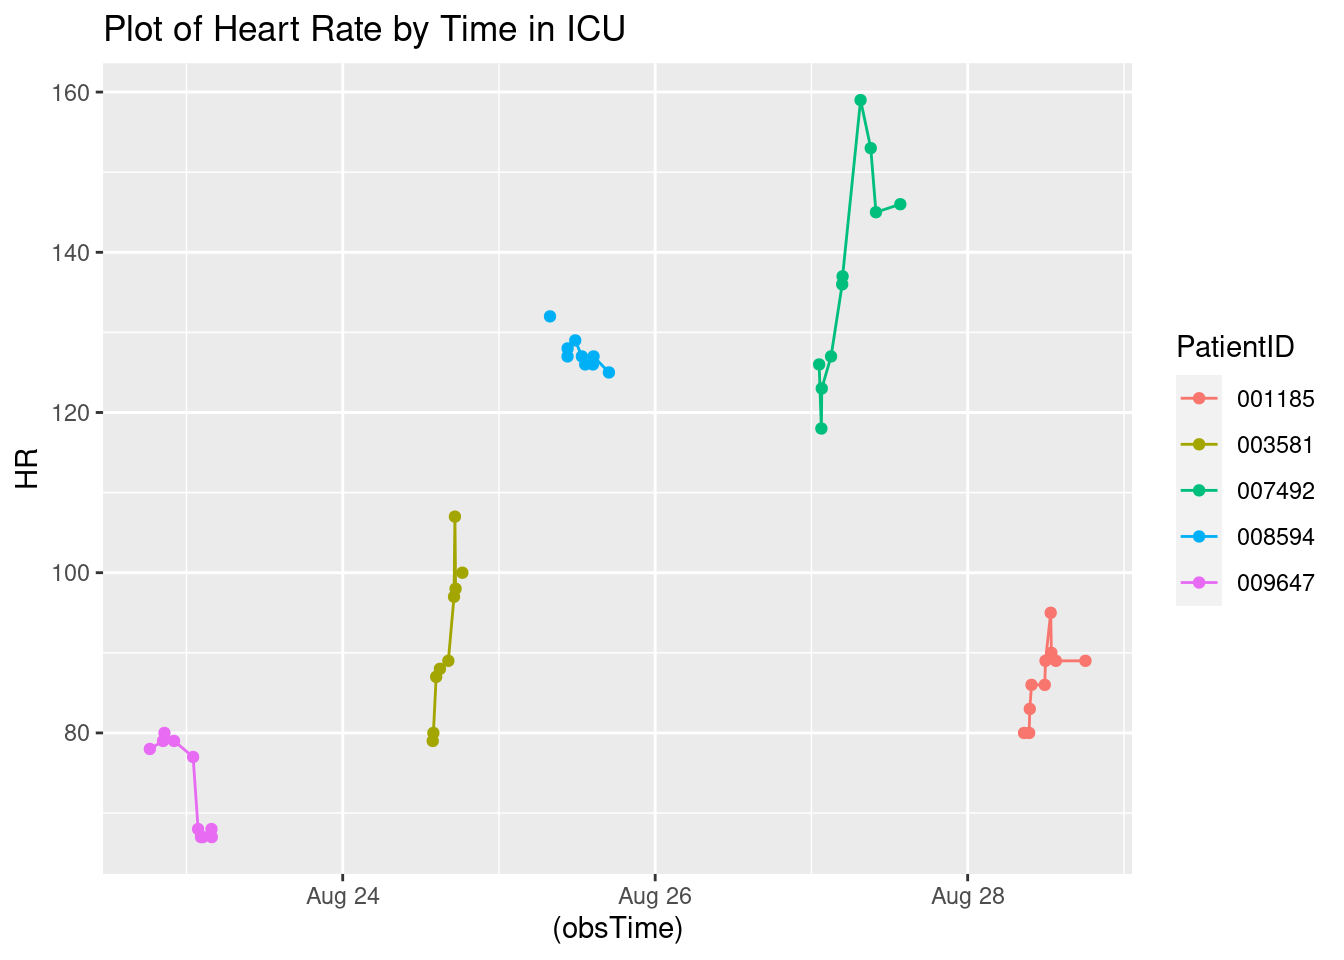 Plot of Heart Rate by Time in ICU
160
140
120
100
80
HR
Aug 24
Aug 26
Aug 28
(obsTime)
PatientID
001185
003581
007492
008594
009647